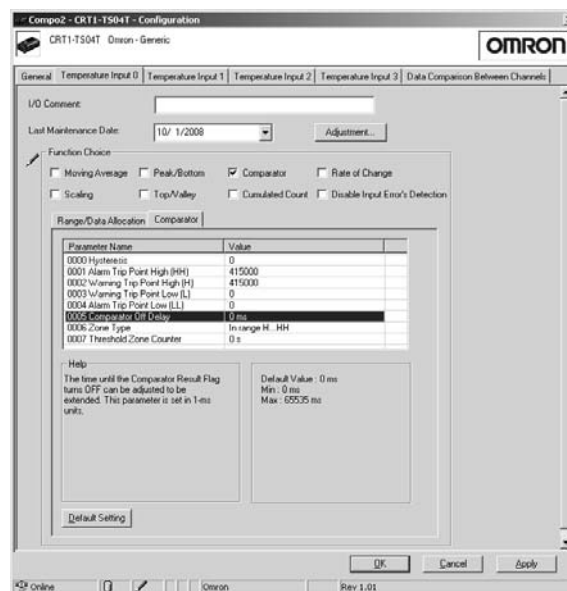 Compo2 - CRT1-TS04T - Configuration
CRT1-TS04T Omron - Generic
OMRON
General Temperature Input 0 Temperature Input 1 Temperature Input 2 Temperature Input 3 Data Comparison Between Channels
I/O Comment:
Last Maintenance Date: 10/ 1/2008 Adjustment...
Function Choice
Moving Average Peak/Bottom Comparator Rate of Change
Scaling Top/Valley Cumulated Count Disable Input Error's Detection
Range/Data Allocation Comparator
Parameter Name Value
0000 Hysteresis 0
0001 Alarm Trip Point High (HH) 415000
0002 Warning Trip Point High (H) 415000
0003 Warning Trip Point Low (L) 0
0004 Alarm Trip Point Low (LL) 0
0005 Comparator Off Delay 0 ms
0006 Zone Type In range H...HH
0007 Threshold Zone Counter 0 s
Help
The time until the Comparator Result Flag
turns OFF can be adjusted to be
extended. This parameter is set in 1-ms
units.
Default Value : 0 ms
Min : 0 ms
Max : 65535 ms
Default Setting
OK Cancel Apply
Online Omron Rev 1.01